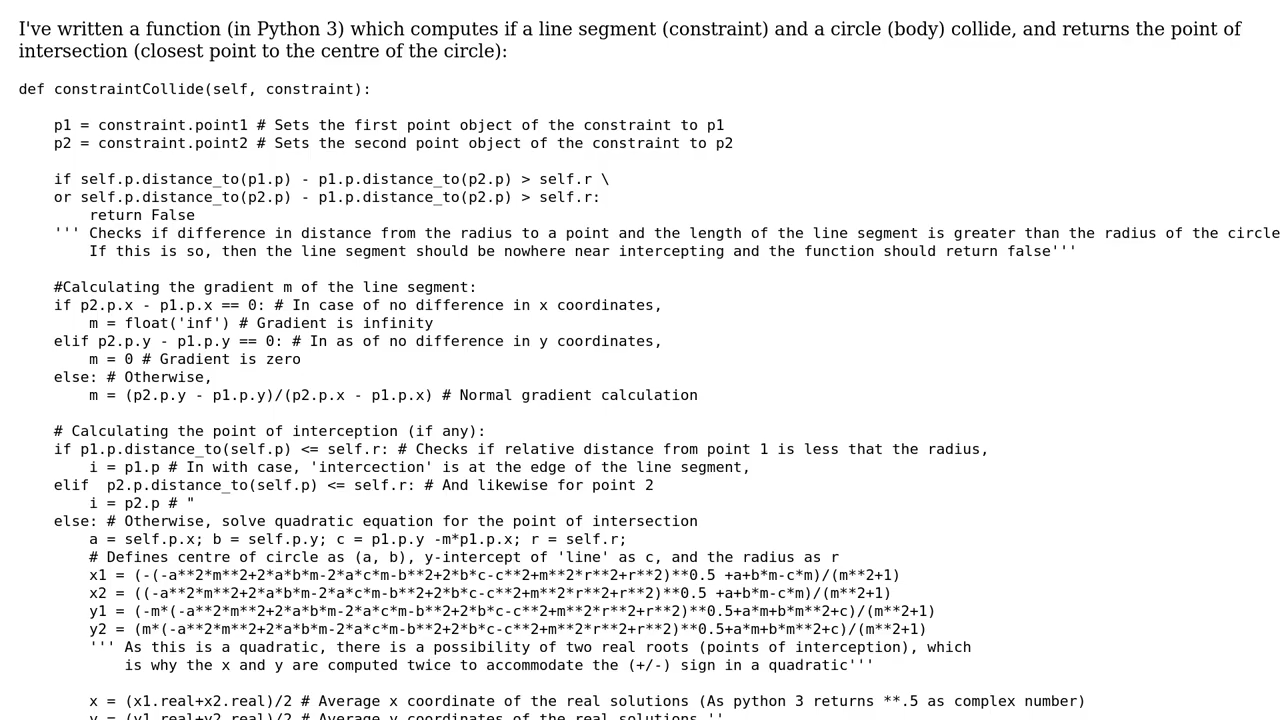 I've written a function (in Python 3) which computes if a line segment (constraint) and a circle (body) collide, and returns the point of
intersection (closest point to the centre of the circle):
def constraintCollide(self, constraint):
p1 = constraint.point1 # Sets the first point object of the constraint to p1
p2 = constraint.point2 # Sets the second point object of the constraint to p2
if self.p.distance_to(p1.p) - p1.p.distance_to(p2.p) > self.r \
or self.p.distance_to(p2.p) - p1.p.distance_to(p2.p) > self.r:
return False
''' Checks if difference in distance from the radius to a point and the length of the line segment is greater than the radius of the circle
If this is so, then the line segment should be nowhere near intercepting and the function should return false'''
#Calculating the gradient m of the line segment:
if p2.p.x - p1.p.x == 0: # In case of no difference in x coordinates,
m = float('inf') # Gradient is infinity
elif p2.p.y - p1.p.y == 0: # In as of no difference in y coordinates,
m = 0 # Gradient is zero
else: # Otherwise,
m = (p2.p.y - p1.p.y)/(p2.p.x - p1.p.x) # Normal gradient calculation
# Calculating the point of interception (if any):
if p1.p.distance_to(self.p) <= self.r: # Checks if relative distance from point 1 is less that the radius,
i = p1.p # In with case, 'intercection' is at the edge of the line segment,
elif  p2.p.distance_to(self.p) <= self.r: # And likewise for point 2
i = p2.p # "
else: # Otherwise, solve quadratic equation for the point of intersection
a = self.p.x; b = self.p.y; c = p1.p.y -m*p1.p.x; r = self.r;
# Defines centre of circle as (a, b), y-intercept of 'line' as c, and the radius as r
x1 = (-(-a**2*m**2+2*a*b*m-2*a*c*m-b**2+2*b*c-c**2+m**2*r**2+r**2)**0.5 +a+b*m-c*m)/(m**2+1)
x2 = ((-a**2*m**2+2*a*b*m-2*a*c*m-b**2+2*b*c-c**2+m**2*r**2+r**2)**0.5 +a+b*m-c*m)/(m**2+1)
y1 = (-m*(-a**2*m**2+2*a*b*m-2*a*c*m-b**2+2*b*c-c**2+m**2*r**2+r**2)**0.5+a*m+b*m**2+c)/(m**2+1)
y2 = (m*(-a**2*m**2+2*a*b*m-2*a*c*m-b**2+2*b*c-c**2+m**2*r**2+r**2)**0.5+a*m+b*m**2+c)/(m**2+1)
''' As this is a quadratic, there is a possibility of two real roots (points of interception), which
is why the x and y are computed twice to accommodate the (+/-) sign in a quadratic'''
x = (x1.real+x2.real)/2 # Average x coordinate of the real solutions (As python 3 returns **.5 as complex number)
y = (y1.real+y2.real)/2 # Average y coordinates of the real solutions ''